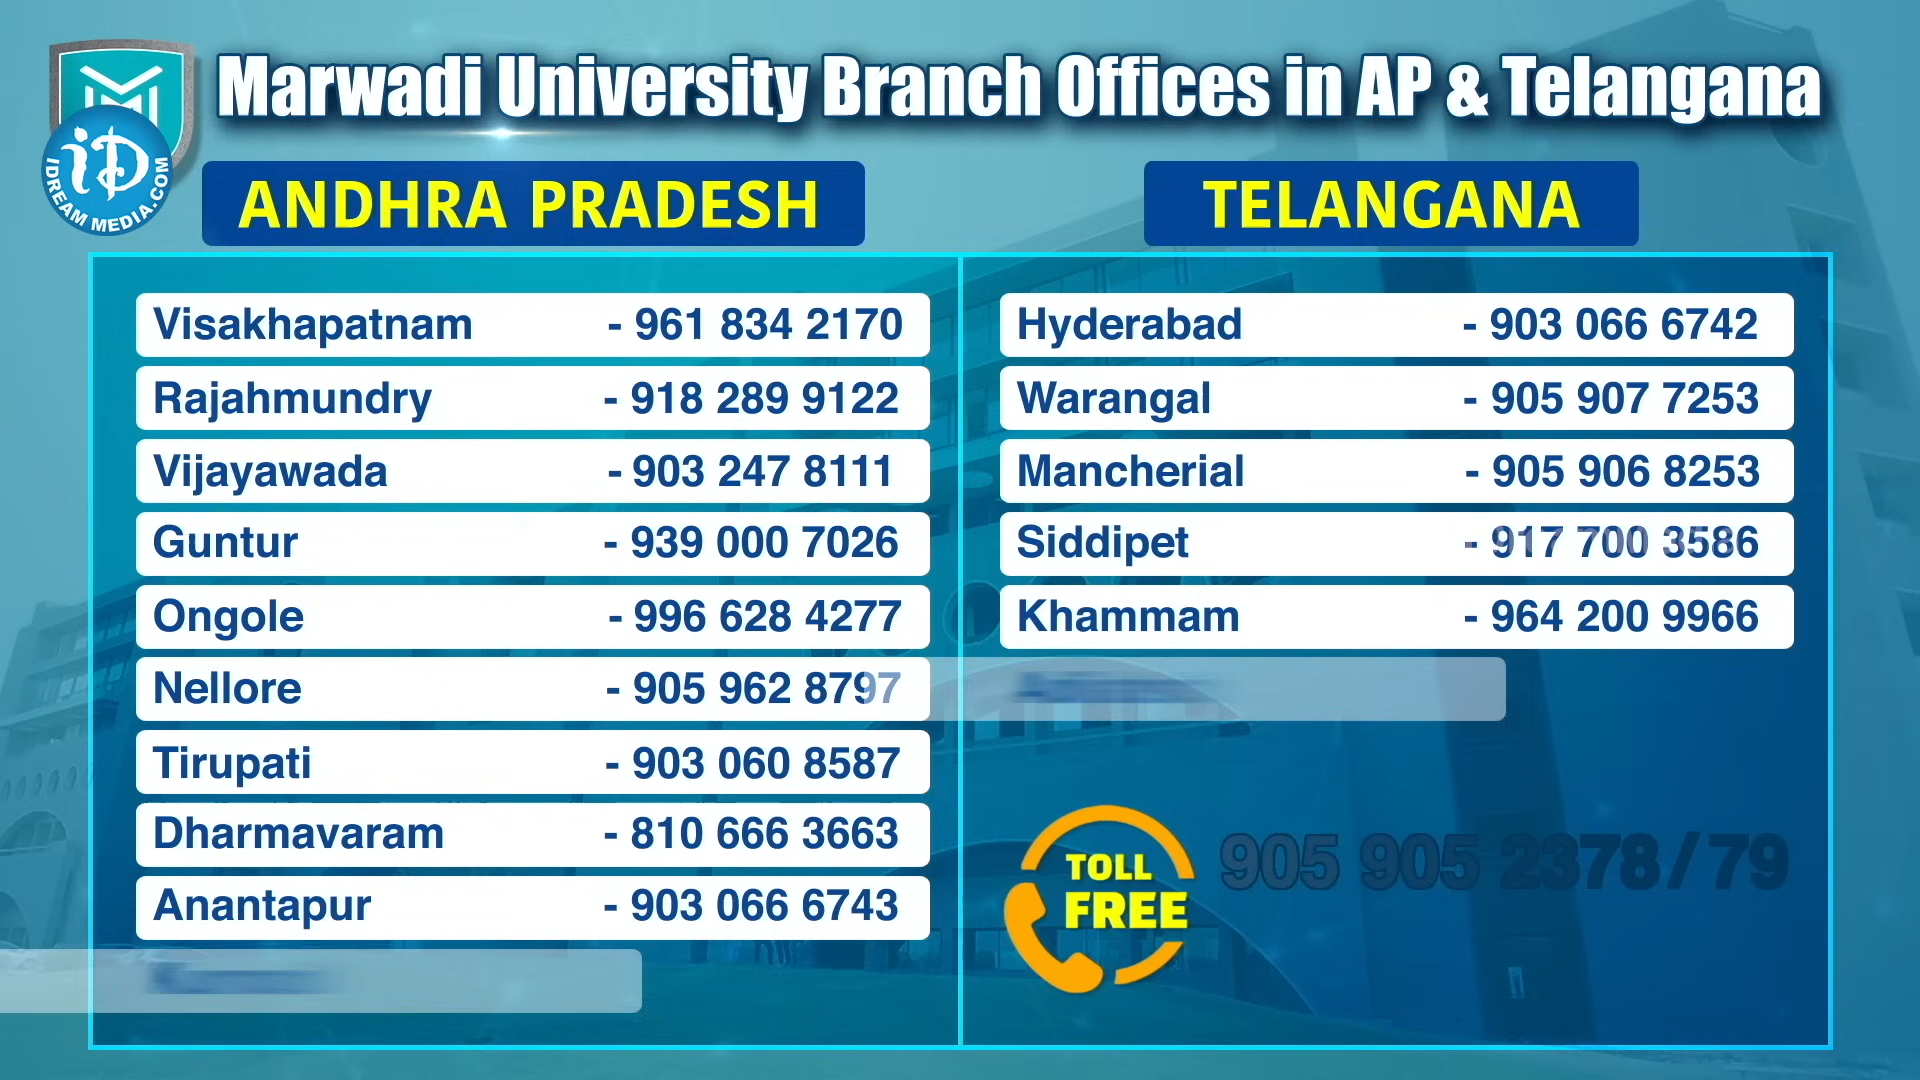 Marwadi University Branch Offices in AP & Telangana
iD
IDREAM MEDIA.COM
ANDHRA PRADESH
Visakhapatnam - 961 834 2170
Rajahmundry - 918 289 9122
Vijayawada - 903 247 8111
Guntur - 939 000 7026
Ongole - 996 628 4277
Nellore - 905 962 8797
Tirupati - 903 060 8587
Dharmavaram - 810 666 3663
Anantapur - 903 066 6743
TELANGANA
Hyderabad - 903 066 6742
Warangal - 905 907 7253
Mancherial - 905 906 8253
Siddipet - 917 700 3586
Khammam - 964 200 9966
TOLL
FREE
905 905 2378/79